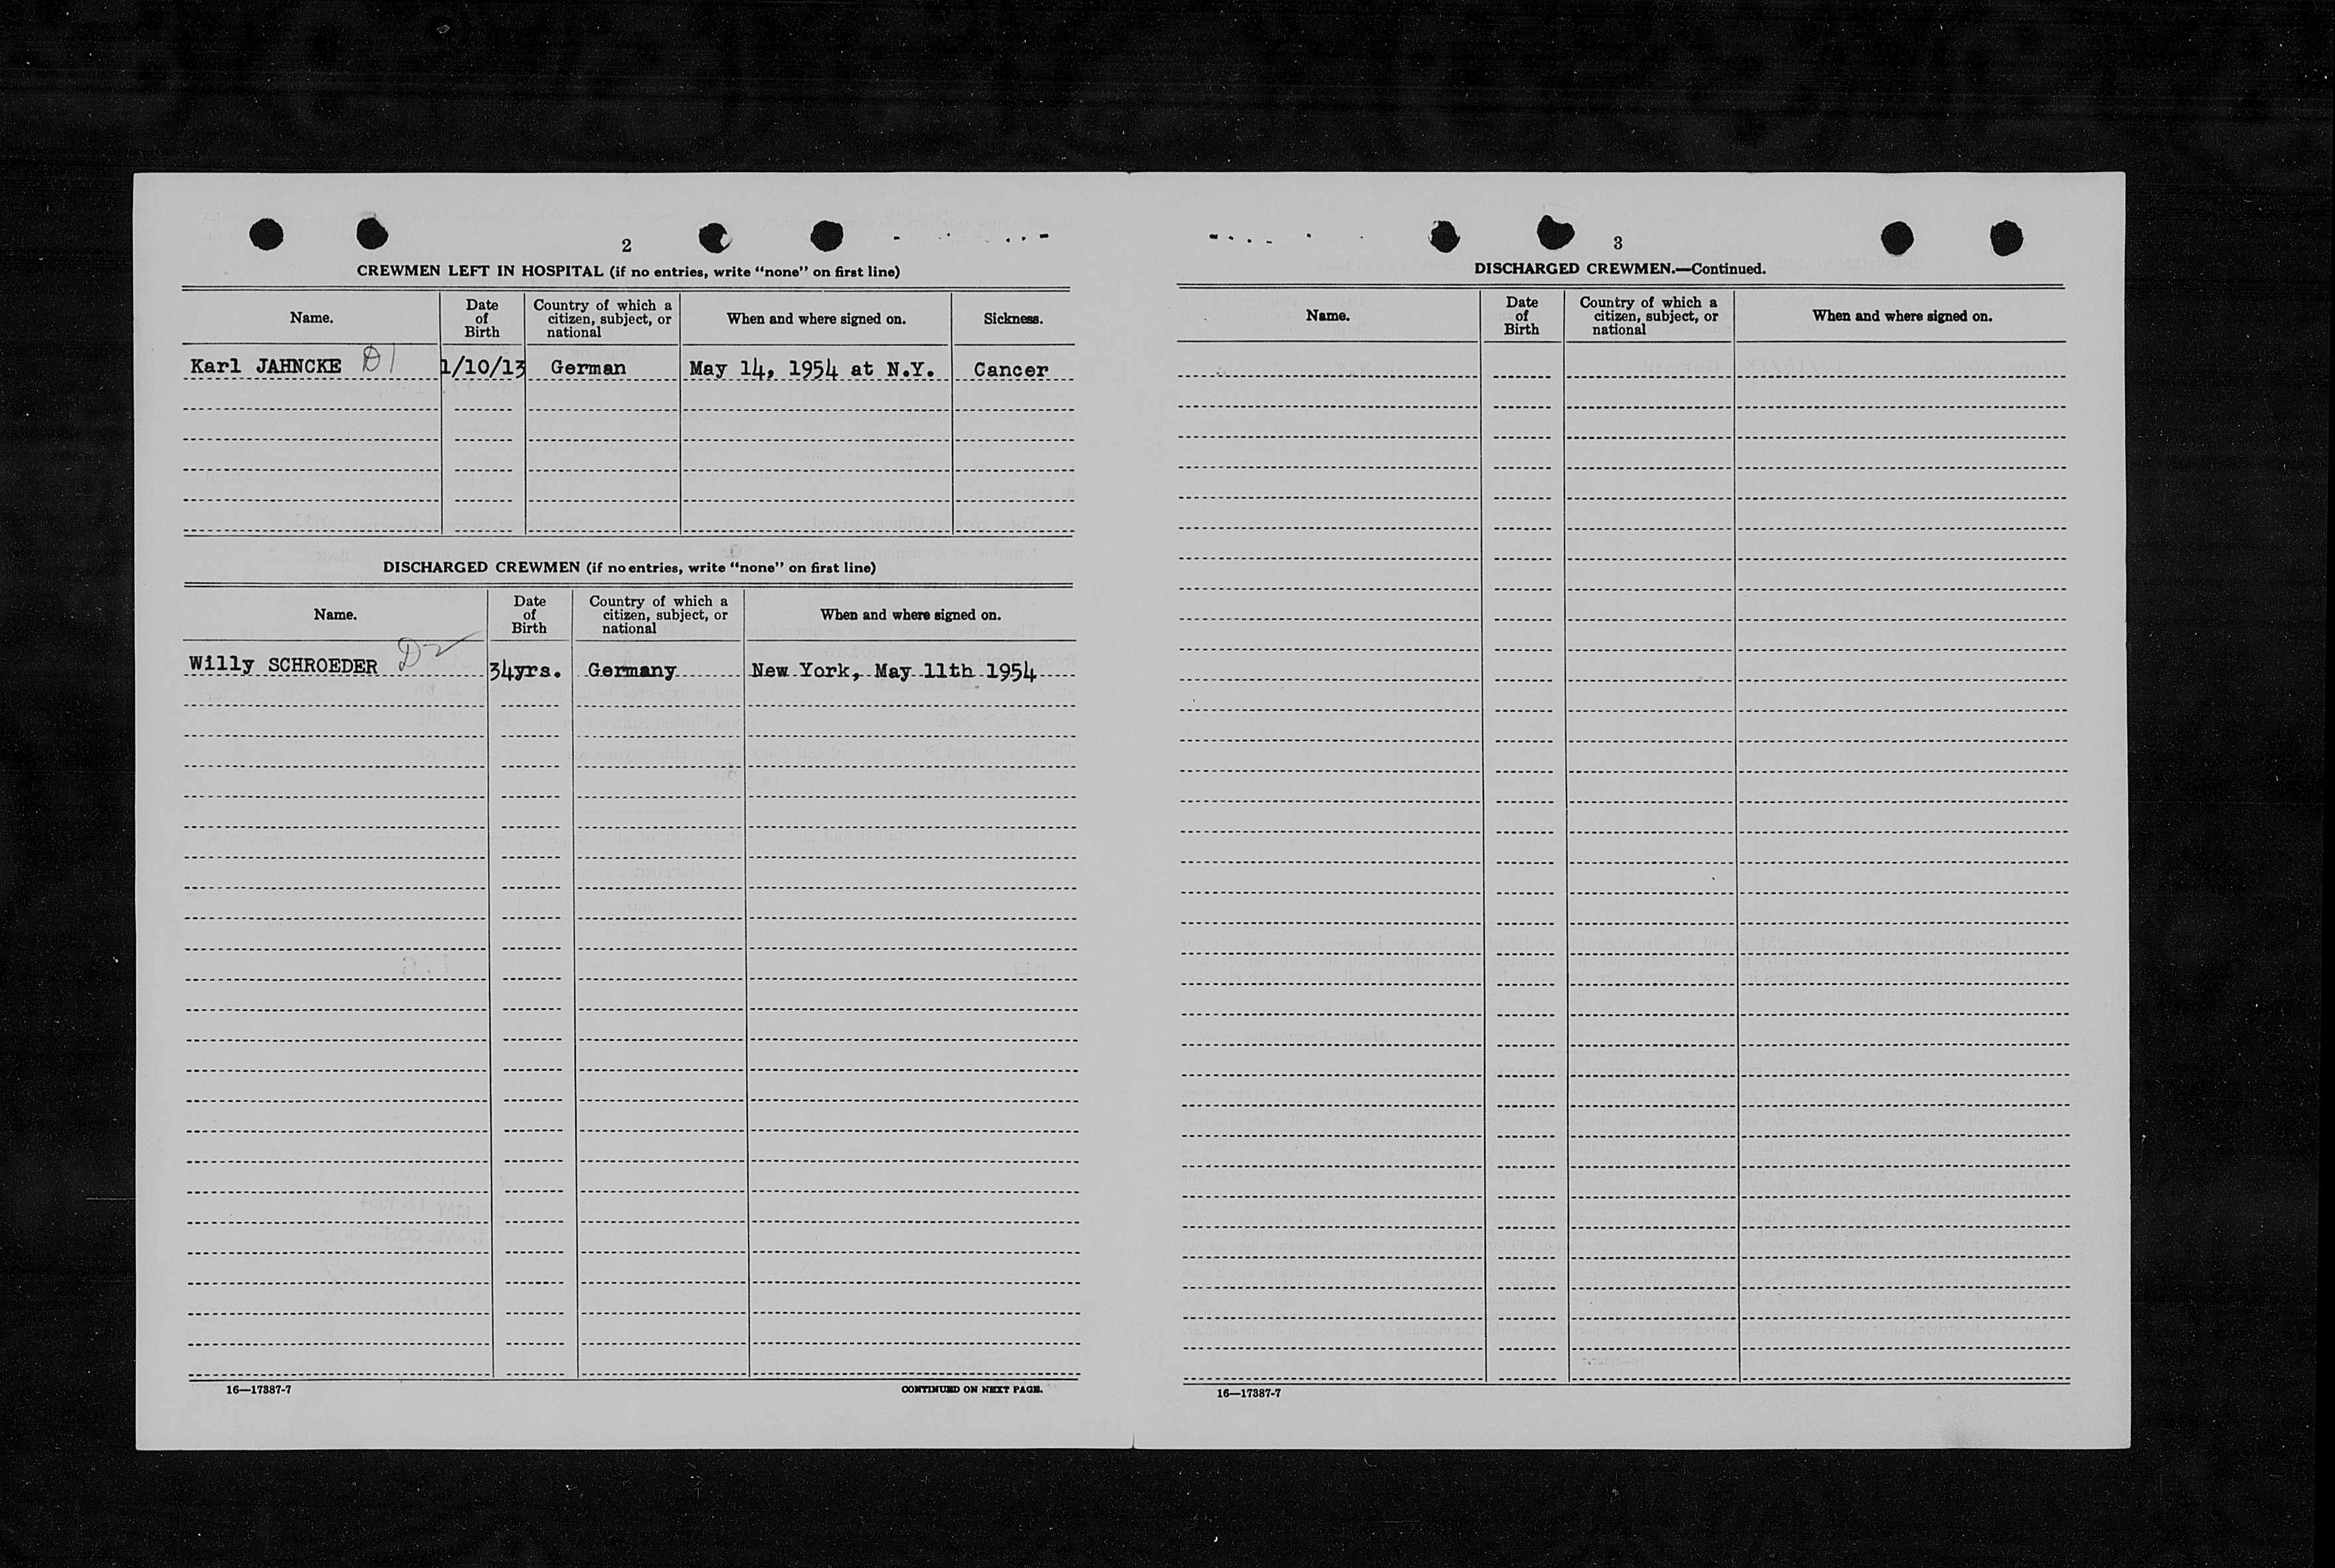 2
CREWMEN LEFT IN HOSPITAL (if no entries, write "none" on first line)
Name. Date of Birth Country of which a citizen, subject, or national When and where signed on. Sickness.
Karl JAHNCKE D1 1/10/13 German May 14, 1954 at N.Y. Cancer
DISCHARGED CREWMEN (if no entries, write "none" on first line)
Name. Date of Birth Country of which a citizen, subject, or national When and where signed on.
Willy SCHROEDER D2 34yrs. Germany New York, May 11th 1954
16—17387-7 CONTINUED ON NEXT PAGE.
3
DISCHARGED CREWMEN.—Continued.
Name. Date of Birth Country of which a citizen, subject, or national When and where signed on.
16—17387-7